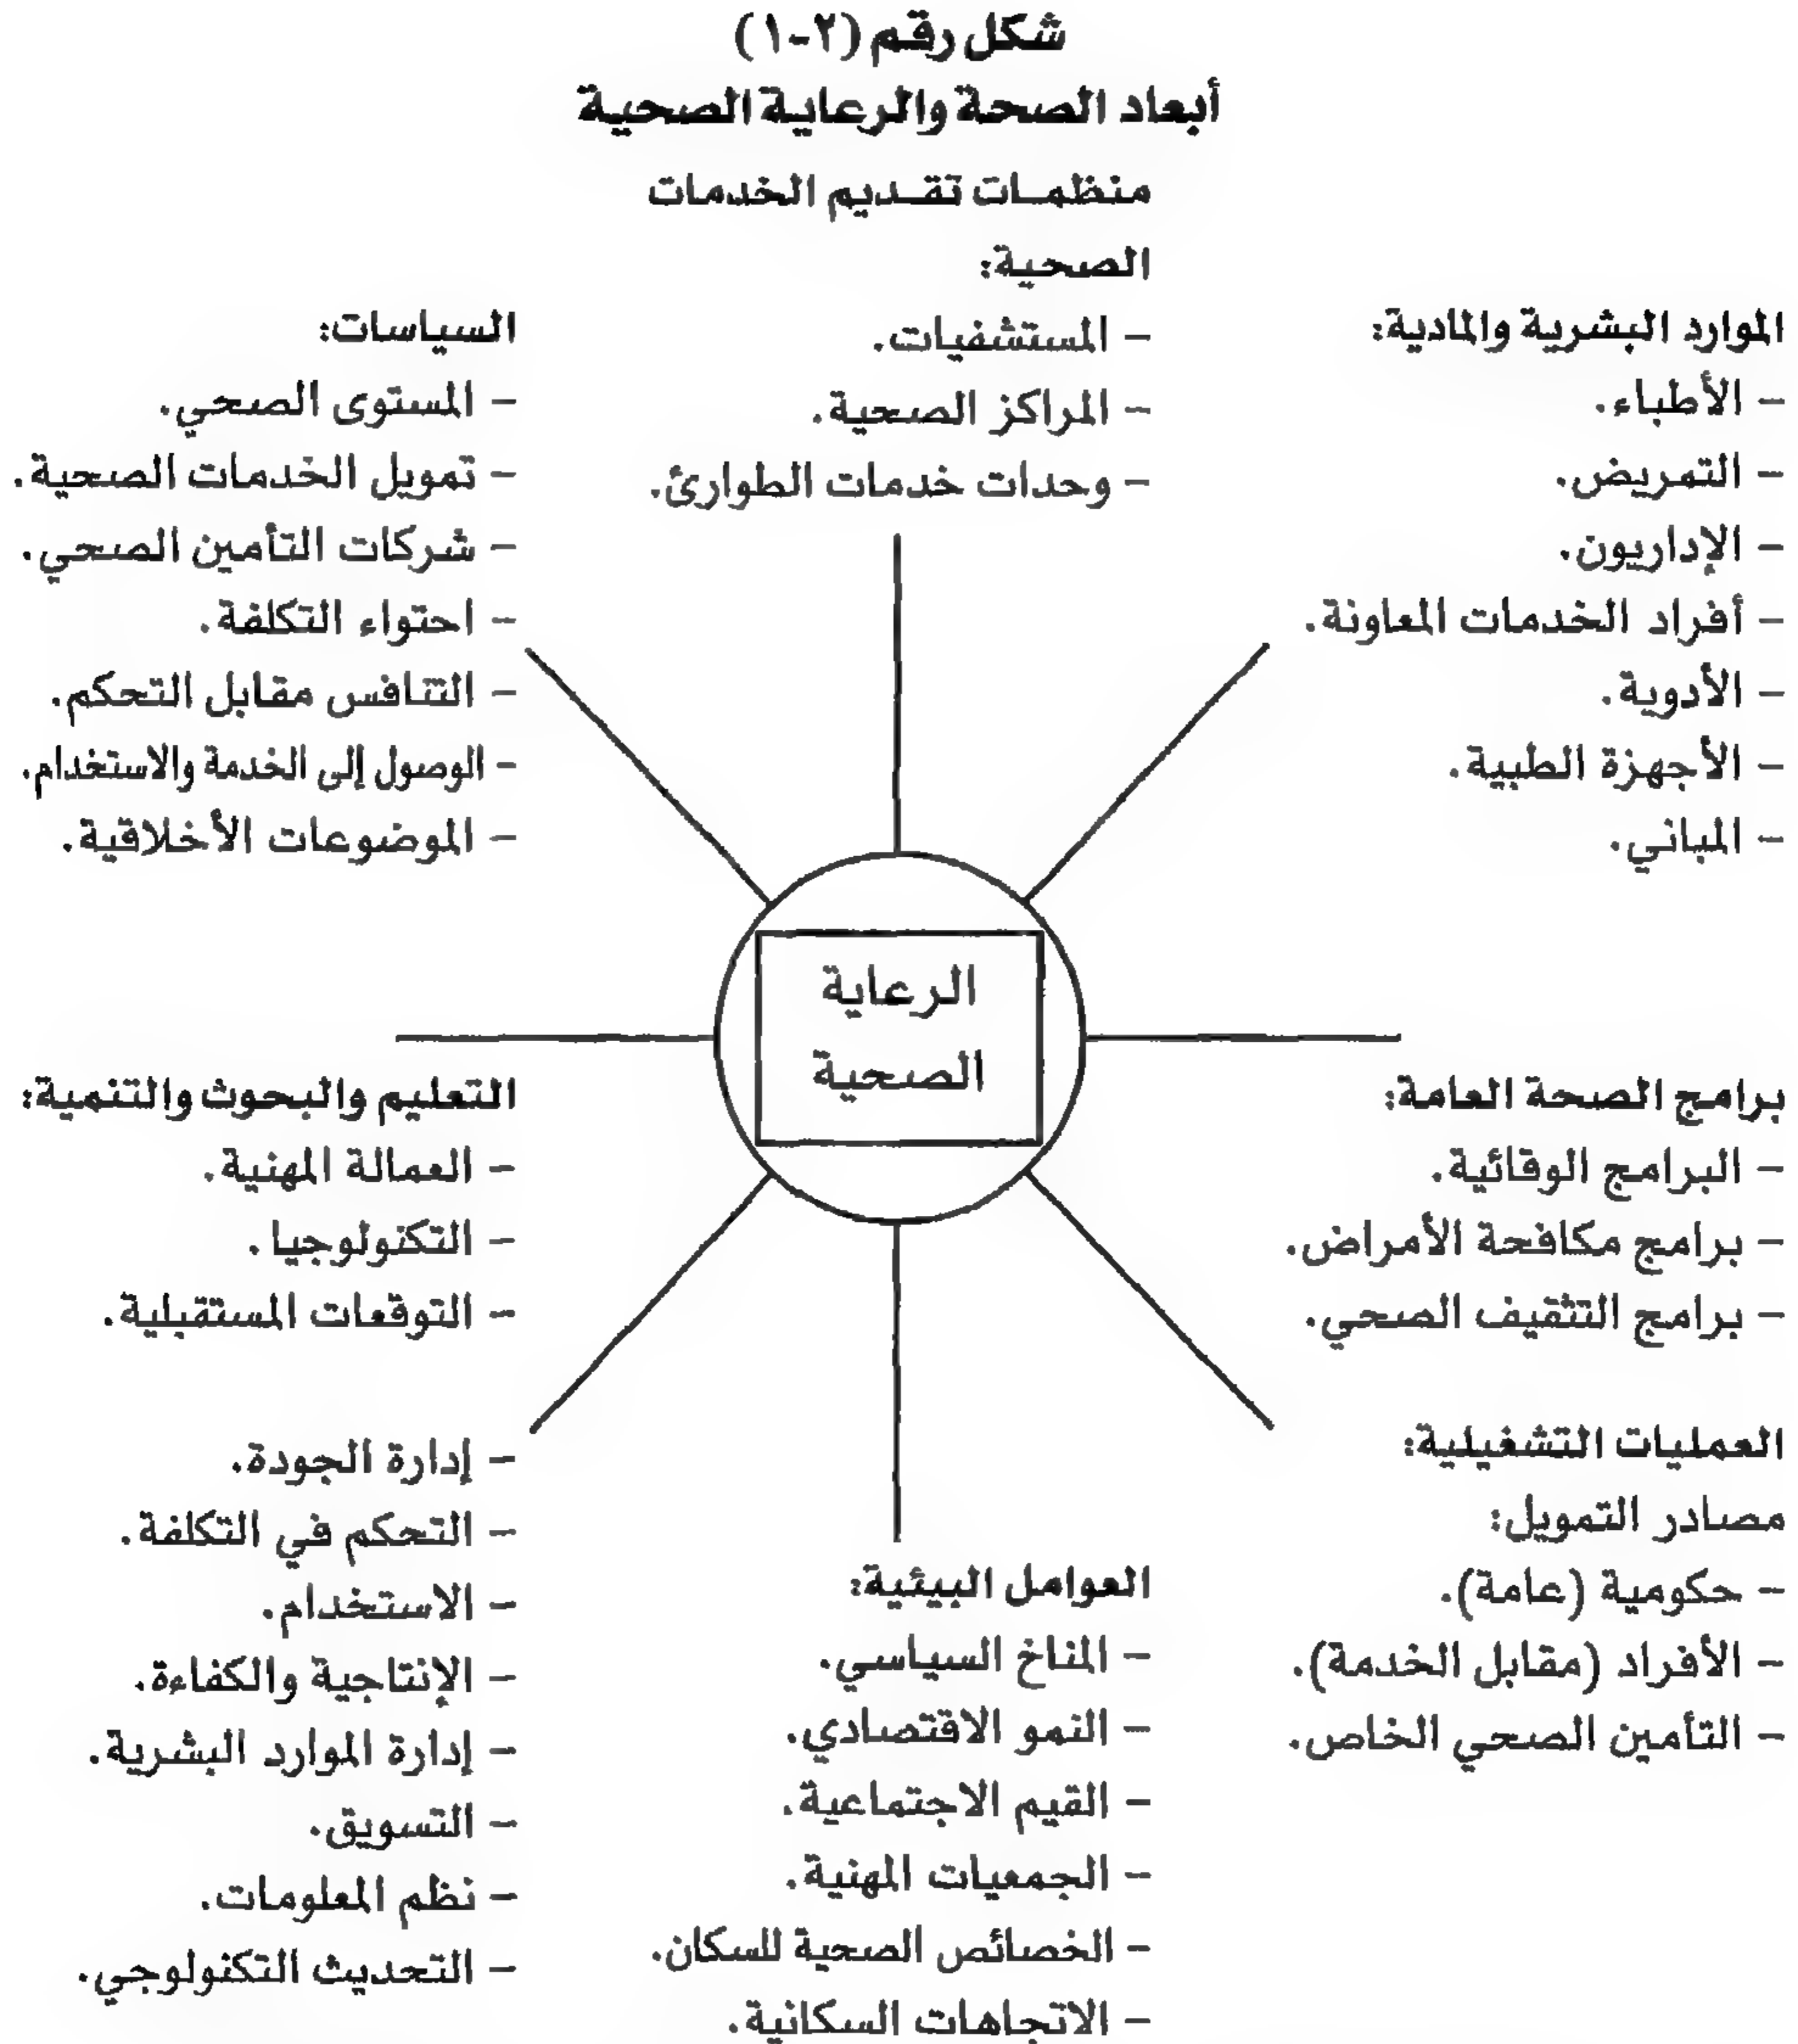 شكل رقم (٢-١)
أبعاد الصحة والرعاية الصحية
منظمات تقديم الخدمات
الصحية:
- المستشفيات.
- المراكز الصحية.
- وحدات خدمات الطوارئ.
الموارد البشرية والمادية:
- الأطباء.
- التمريض.
- الإداريون.
- أفراد الخدمات المعاونة.
- الأدوية.
- الأجهزة الطبية.
- المباني.
السياسات:
- المستوى الصحي.
- تمويل الخدمات الصحية.
- شركات التأمين الصحي.
- احتواء التكلفة.
- التنافس مقابل التحكم.
- الوصول إلى الخدمة والاستخدام.
- الموضوعات الأخلاقية.
الرعاية
الصحية
برامج الصحة العامة:
- البرامج الوقائية.
- برامج مكافحة الأمراض.
- برامج التثقيف الصحي.
التعليم والبحوث والتنمية:
- العمالة المهنية.
- التكنولوجيا.
- التوقعات المستقبلية.
العمليات التشغيلية:
مصادر التمويل:
- حكومية (عامة).
- الأفراد (مقابل الخدمة).
- التأمين الصحي الخاص.
العوامل البيئية:
- المناخ السياسي.
- النمو الاقتصادي.
- القيم الاجتماعية.
- الجمعيات المهنية.
- الخصائص الصحية للسكان.
- الاتجاهات السكانية.
- إدارة الجودة.
- التحكم في التكلفة.
- الاستخدام.
- الإنتاجية والكفاءة.
- إدارة الموارد البشرية.
- التسويق.
- نظم المعلومات.
- التحديث التكنولوجي.